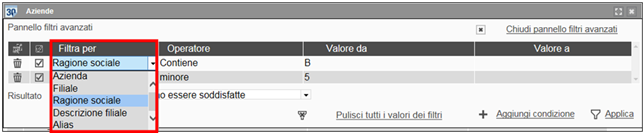 Aziende
Pannello filtri avanzati
Chiudi pannello filtri avanzati
Filtra per Operatore Valore da Valore a
Ragione sociale Contiene B
Azienda minore 5
Filiale
Risultato Ragione sociale no essere soddisfatte
Descrizione filiale
Alias
Pulisci tutti i valori dei filtri Aggiungi condizione Applica